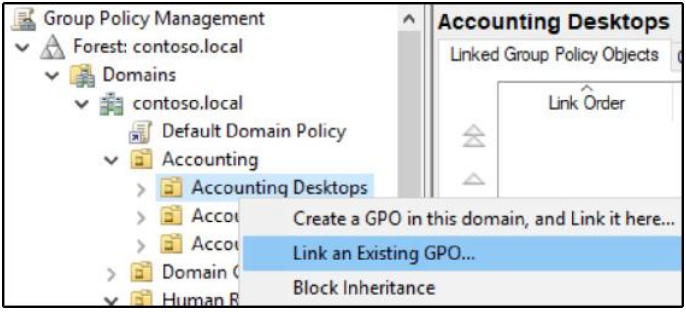 Group Policy Management
Forest: contoso.local
Domains
contoso.local
Default Domain Policy
Accounting
Accounting Desktops
Accou
Accou
Domain
Human R
Create a GPO in this domain, and Link it here...
Link an Existing GPO...
Block Inheritance
Accounting Desktops
Linked Group Policy Objects
Link Order